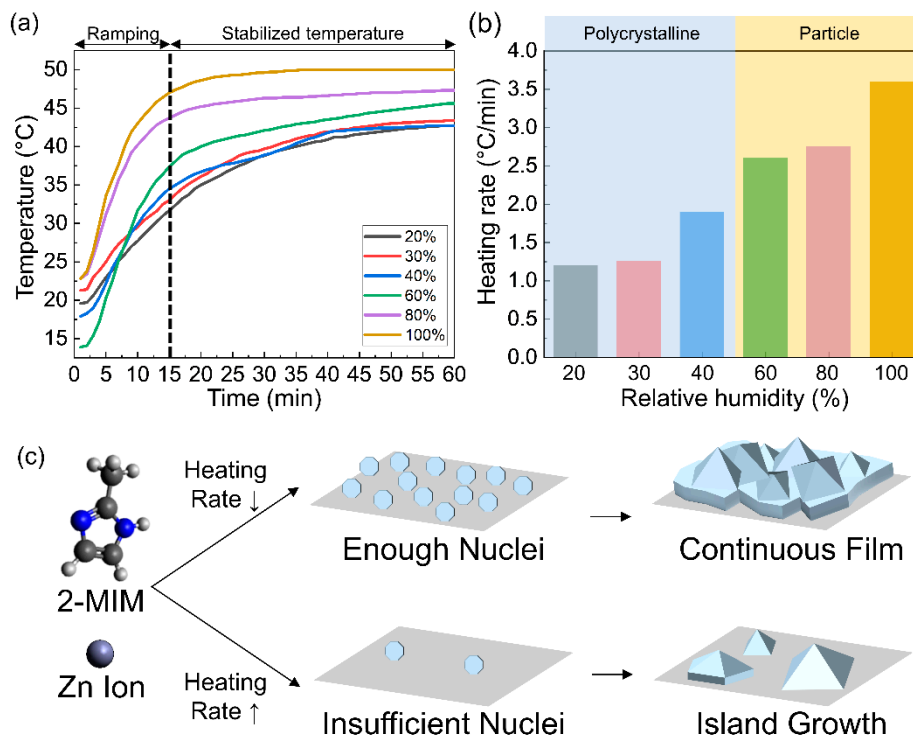 (a)
Ramping
Stabilized temperature
50
45
40
35
30
25
20
15
Temperature (°C)
20%
30%
40%
60%
80%
100%
0 5 10 15 20 25 30 35 40 45 50 55 60
Time (min)
(b)
Polycrystalline
Particle
4.0
3.5
3.0
2.5
2.0
1.5
1.0
0.5
0.0
Heating rate (°C/min)
20 30 40 60 80 100
Relative humidity (%)
(c)
2-MIM
Zn Ion
Heating
Rate ↓
Enough Nuclei
Continuous Film
Heating
Rate ↑
Insufficient Nuclei
Island Growth